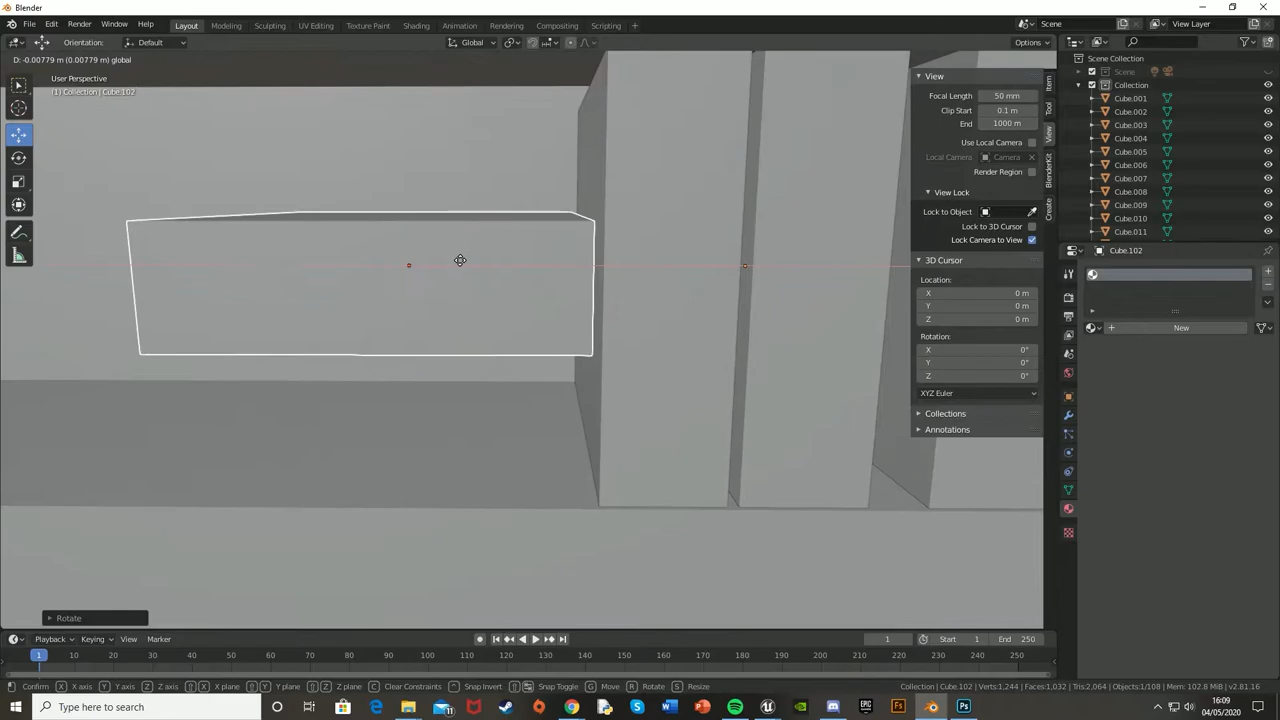 Blender
File Edit Render Window Help Layout Modeling Sculpting UV Editing Texture Paint Shading Animation Rendering Compositing Scripting + Scene View Layer
Orientation: Default Global Options
D: -0.00779 m (0.00779 m) global
User Perspective
(1) Collection | Cube.102
View
Focal Length 50 mm
Clip Start 0.1 m
End 1000 m
Use Local Camera
Local Camera Camera
Render Region
View Lock
Lock to Object
Lock to 3D Cursor
Lock Camera to View
3D Cursor
Location:
X 0 m
Y 0 m
Z 0 m
Rotation:
X 0°
Y 0°
Z 0°
XYZ Euler
Collections
Annotations
Item
Tool
View
BlenderKit
Create
Scene Collection
Scene
Collection
Cube.001
Cube.002
Cube.003
Cube.004
Cube.005
Cube.006
Cube.007
Cube.008
Cube.009
Cube.010
Cube.011
Cube.102
New
Rotate
Playback Keying View Marker 1 Start 1 End 250
1 10 20 30 40 50 60 70 80 90 100 110 120 130 140 150 160 170 180 190 200 210 220 230 240 250
Confirm X X axis Y Y axis Z Z axis X X plane Y Y plane Z Z plane C Clear Constraints Snap Invert Snap Toggle G Move R Rotate S Resize Collection | Cube.102 | Verts:1,244 | Faces:1,032 | Tris:2,064 | Objects:1/108 | Mem: 102.8 MiB | v2.81.16
Type here to search
11
16:09
04/05/2020